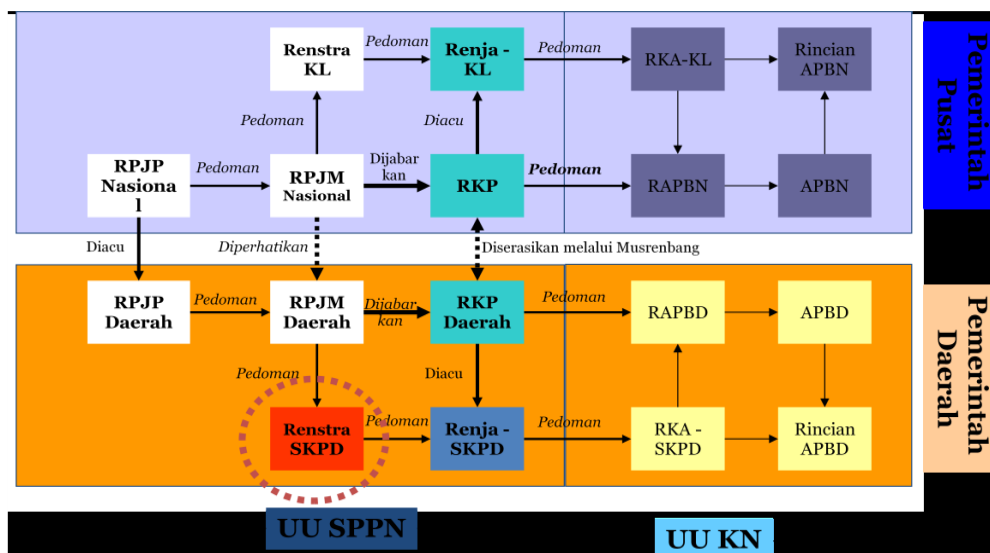 Renstra
KL
Pedoman
Renja -
KL
Pedoman
RKA-KL
Rincian
APBN
Pemerintah
Pusat
Pedoman
Diacu
RPJP
Nasiona
l
Pedoman
RPJM
Nasional
Dijabar
kan
RKP
Pedoman
RAPBN
APBN
Diacu
Diperhatikan
Diserasikan melalui Musrenbang
RPJP
Daerah
Pedoman
RPJM
Daerah
Dijabar
kan
RKP
Daerah
Pedoman
RAPBD
APBD
Pemerintah
Daerah
Pedoman
Diacu
Renstra
SKPD
Pedoman
Renja -
SKPD
Pedoman
RKA -
SKPD
Rincian
APBD
UU SPPN
UU KN